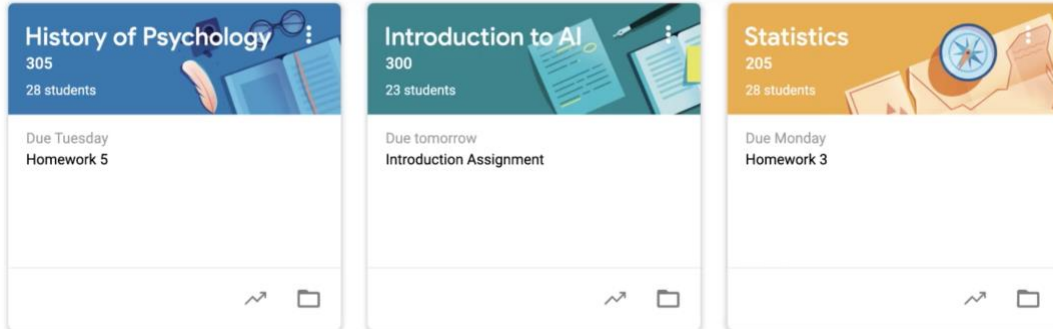 History of Psychology
305
28 students
Due Tuesday
Homework 5
Introduction to AI
300
23 students
Due tomorrow
Introduction Assignment
Statistics
205
28 students
Due Monday
Homework 3